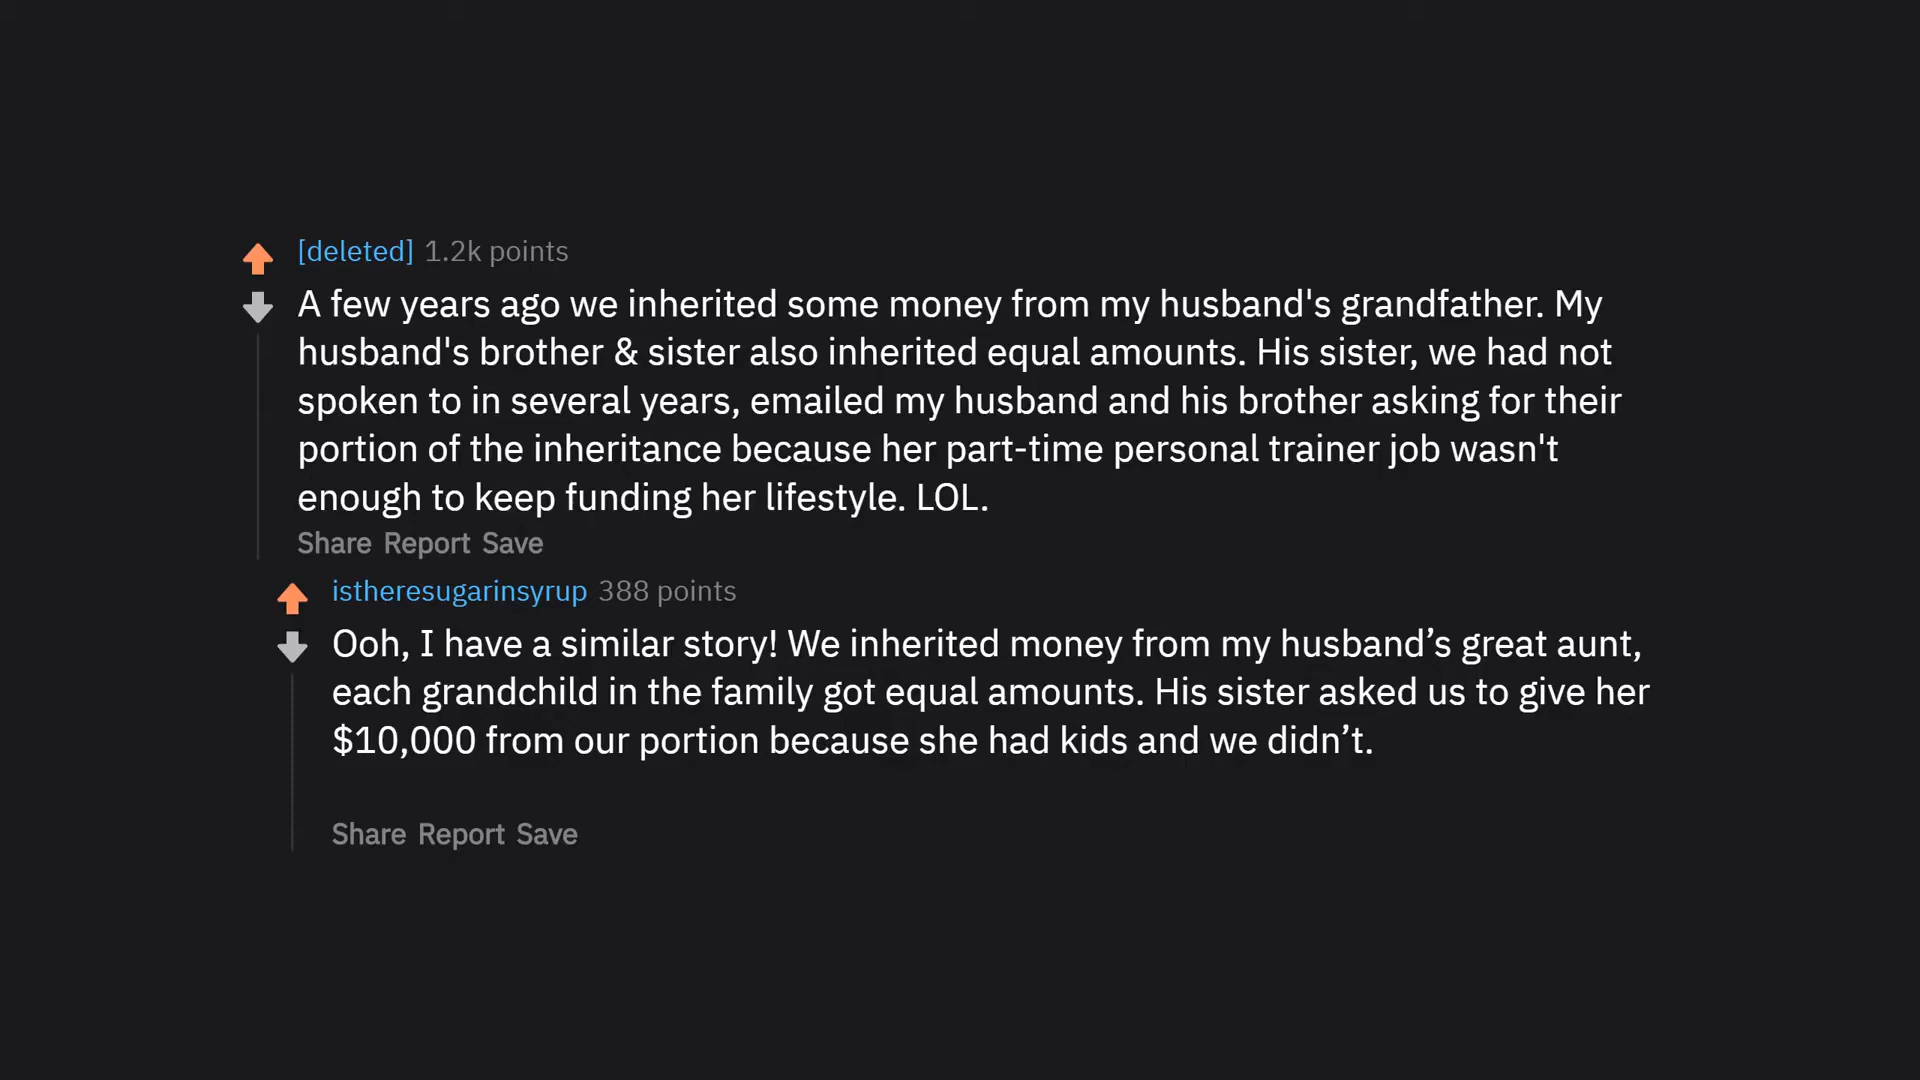 [deleted] 1.2k points
A few years ago we inherited some money from my husband's grandfather. My
husband's brother & sister also inherited equal amounts. His sister, we had not
spoken to in several years, emailed my husband and his brother asking for their
portion of the inheritance because her part-time personal trainer job wasn't
enough to keep funding her lifestyle. LOL.
Share Report Save
istheresugarinsyrup 388 points
Ooh, I have a similar story! We inherited money from my husband’s great aunt,
each grandchild in the family got equal amounts. His sister asked us to give her
$10,000 from our portion because she had kids and we didn’t.
Share Report Save